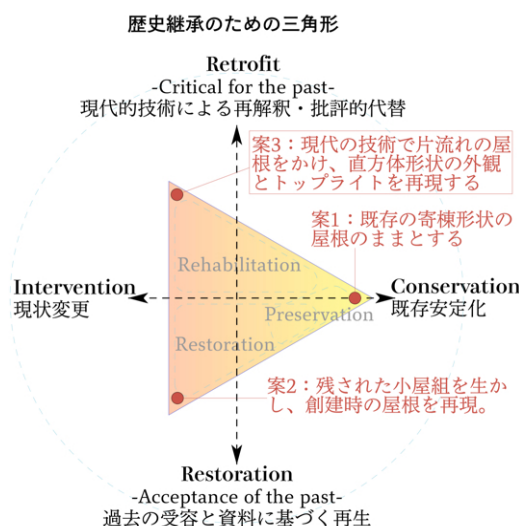 歴史継承のための三角形
Retrofit
-Critical for the past-
現代的技術による再解釈・批評的代替
案3：現代の技術で片流れの屋
根をかけ、直方体形状の外観
とトップライトを再現する
案1：既存の寄棟形状の
屋根のままとする
Rehabilitation
Intervention
現状変更
Conservation
既存安定化
Preservation
Restoration
案2：残された小屋組を生か
し、創建時の屋根を再現。
Restoration
-Acceptance of the past-
過去の受容と資料に基づく再生